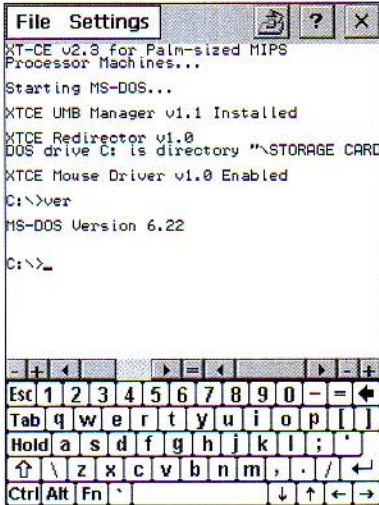 File Settings ? ×
XT-CE v2.3 for Palm-sized MIPS
Processor Machines...
Starting MS-DOS...
XTCE UMB Manager v1.1 Installed
XTCE Redirector v1.0
DOS drive C: is directory "\STORAGE CARD
XTCE Mouse Driver v1.0 Enabled
C:\>ver
MS-DOS Version 6.22
C:\>_
- + = - +
Esc 1 2 3 4 5 6 7 8 9 0 - = ←
Tab q w e r t y u i o p [ ]
Hold a s d f g h j k l ; '
⇧ \ z x c v b n m , . / ↵
Ctrl Alt Fn ` ↓ ↑ ← →